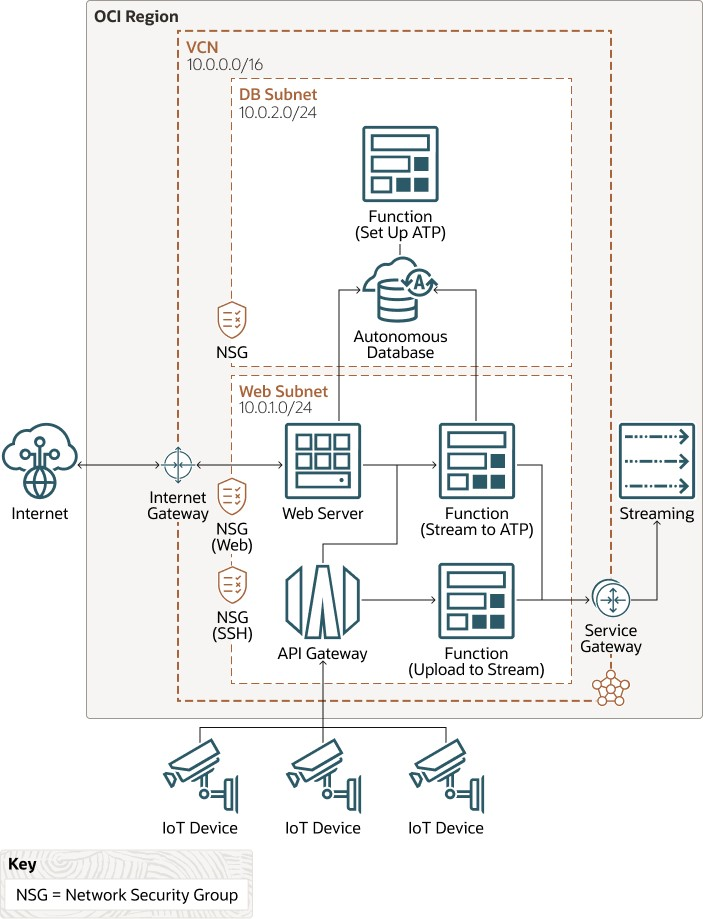 OCI Region
VCN
10.0.0.0/16
DB Subnet
10.0.2.0/24
Function
(Set Up ATP)
A
Autonomous
Database
NSG
Web Subnet
10.0.1.0/24
Internet
Internet
Gateway
NSG
(Web)
Web Server
Function
(Stream to ATP)
Streaming
NSG
(SSH)
API Gateway
Function
(Upload to Stream)
Service
Gateway
IoT Device
IoT Device
IoT Device
Key
NSG = Network Security Group